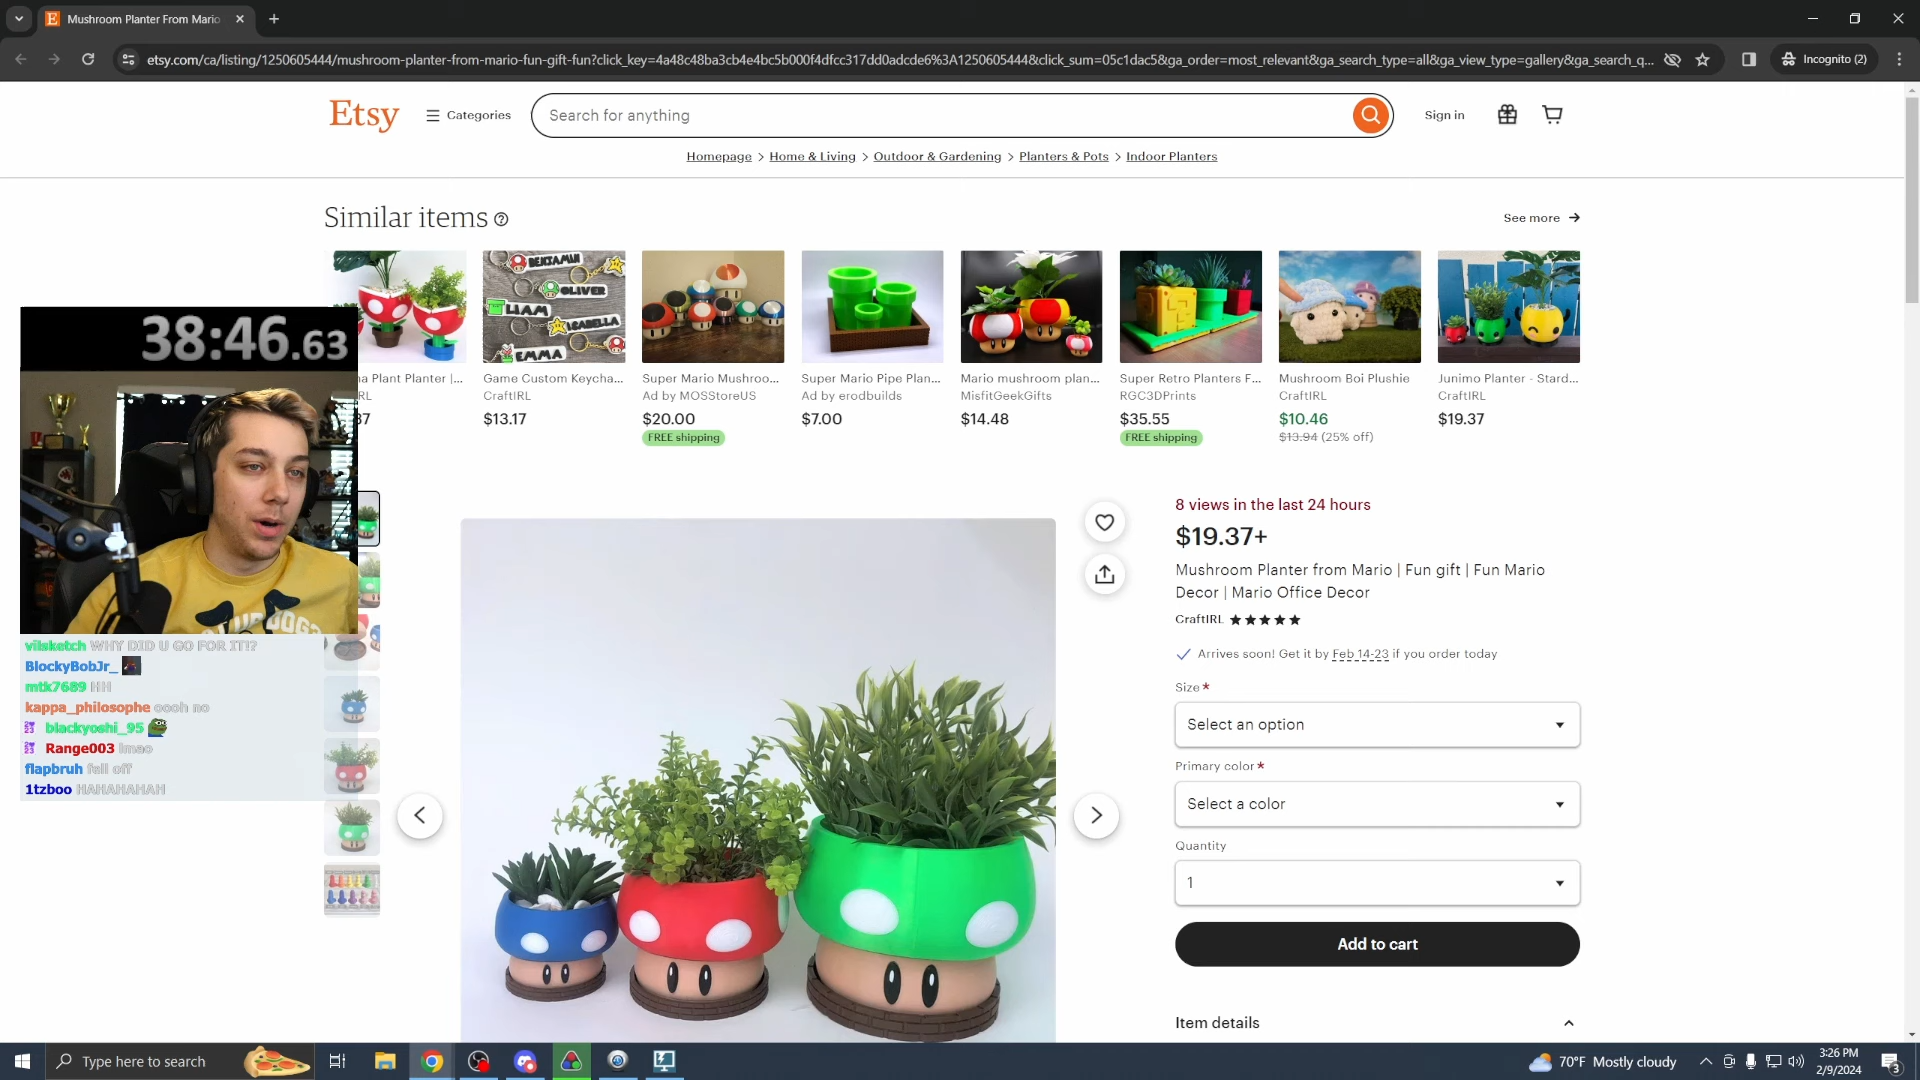 Mushroom Planter From Mario
etsy.com/ca/listing/1250605444/mushroom-planter-from-mario-fun-gift-fun?click_key=4a48c48ba3cb4e4bc5b000f4dfcc317dd0adcde6%3A1250605444&click_sum=05c1dac5&ga_order=most_relevant&ga_search_type=all&ga_view_type=gallery&ga_search_q...
Incognito (2)
Etsy
Categories
Search for anything
Sign in
Homepage > Home & Living > Outdoor & Gardening > Planters & Pots > Indoor Planters
Similar items
See more
BENJAMIN
OLIVER
LIAM
ISABELLA
EMMA
na Plant Planter |...
RL
37
Game Custom Keycha...
CraftIRL
$13.17
Super Mario Mushroo...
Ad by MOSStoreUS
$20.00
FREE shipping
Super Mario Pipe Plan...
Ad by erodbuilds
$7.00
Mario mushroom plan...
MisfitGeekGifts
$14.48
Super Retro Planters F...
RGC3DPrints
$35.55
FREE shipping
Mushroom Boi Plushie
CraftIRL
$10.46
$13.94 (25% off)
Junimo Planter - Stard...
CraftIRL
$19.37
38:46.63
vilsketch WHY DID U GO FOR IT!?
BlockyBobJr_
mtk7689 HH
kappa_philosophe oooh no
blackyoshi_95
Range003 lmao
flapbruh fell off
1tzboo HAHAHAHAH
8 views in the last 24 hours
$19.37+
Mushroom Planter from Mario | Fun gift | Fun Mario
Decor | Mario Office Decor
CraftIRL ★★★★★
Arrives soon! Get it by Feb 14-23 if you order today
Size*
Select an option
Primary color*
Select a color
Quantity
1
Add to cart
Item details
Type here to search
70°F Mostly cloudy
3:26 PM
2/9/2024
3